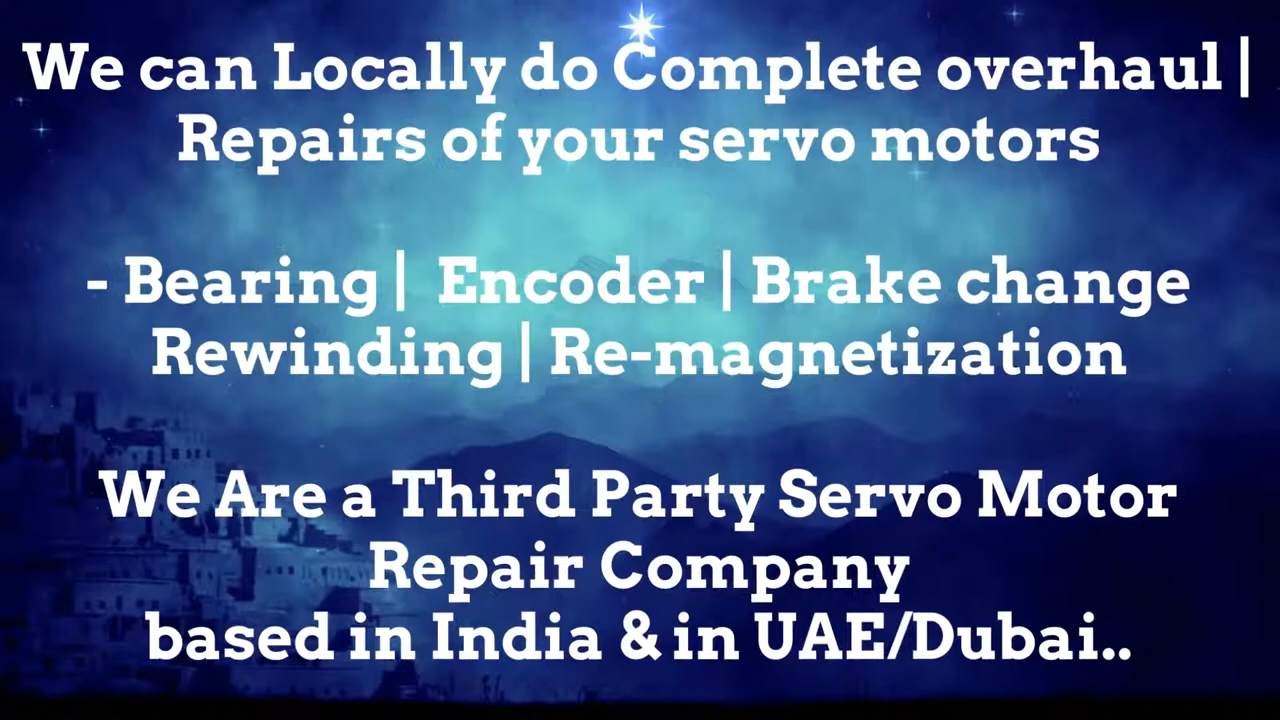 We can Locally do Complete overhaul |
Repairs of your servo motors
- Bearing | Encoder | Brake change
Rewinding | Re-magnetization
We Are a Third Party Servo Motor
Repair Company
based in India & in UAE/Dubai..